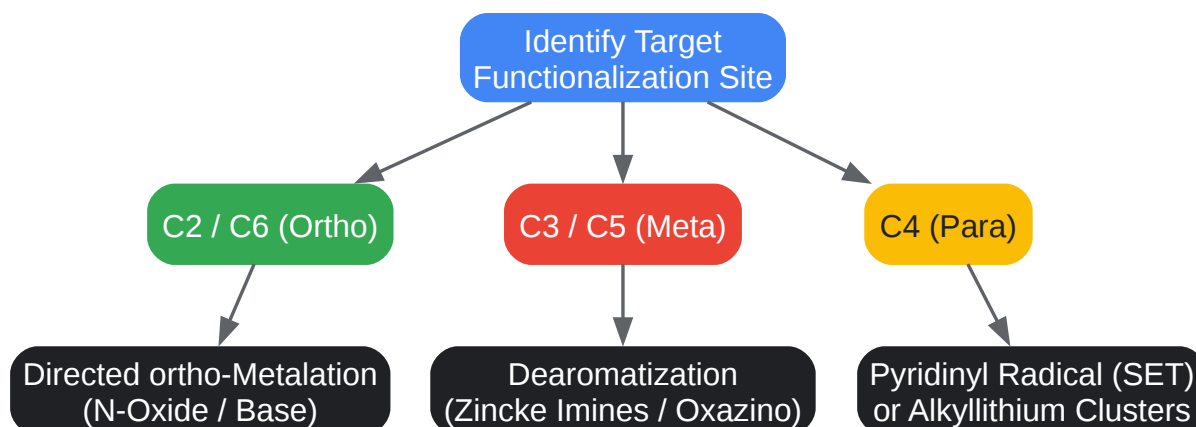 Identify Target
Functionalization Site
C2 / C6 (Ortho)
C3 / C5 (Meta)
C4 (Para)
Directed ortho-Metalation
(N-Oxide / Base)
Dearomatization
(Zincke Imines / Oxazino)
Pyridinyl Radical (SET)
or Alkyllithium Clusters